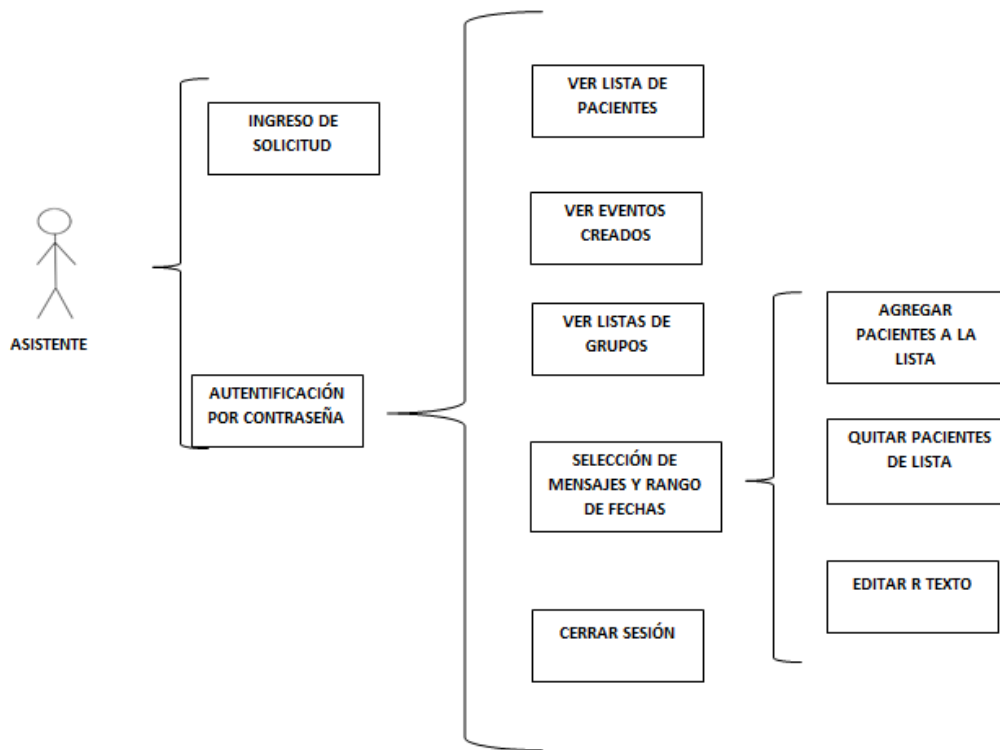 ASISTENTE
INGRESO DE
SOLICITUD
AUTENTIFICACIÓN
POR CONTRASEÑA
VER LISTA DE
PACIENTES
VER EVENTOS
CREADOS
VER LISTAS DE
GRUPOS
SELECCIÓN DE
MENSAJES Y RANGO
DE FECHAS
CERRAR SESIÓN
AGREGAR
PACIENTES A LA
LISTA
QUITAR PACIENTES
DE LISTA
EDITAR R TEXTO